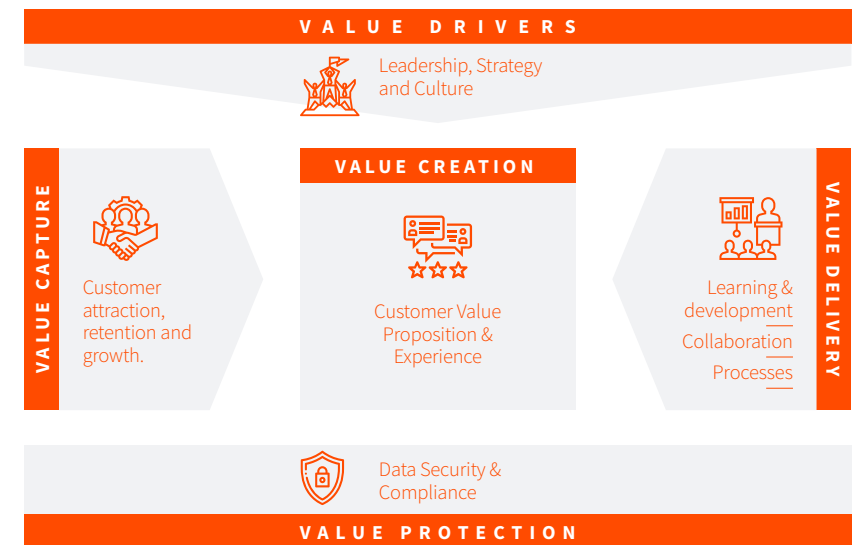 VALUE DRIVERS
Leadership, Strategy
and Culture
VALUE CAPTURE
Customer
attraction,
retention and
growth.
VALUE CREATION
Customer Value
Proposition &
Experience
Learning &
development
Collaboration
Processes
VALUE DELIVERY
Data Security &
Compliance
VALUE PROTECTION